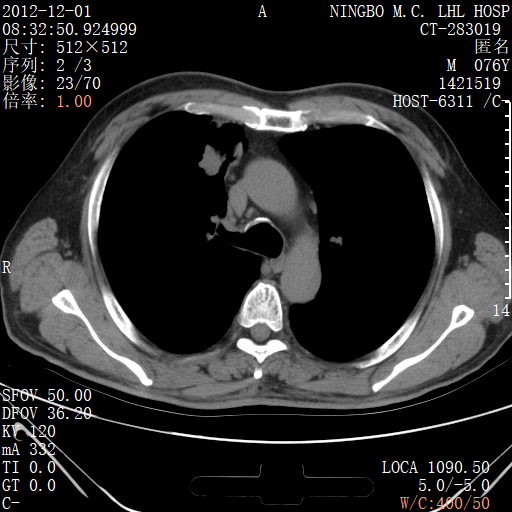 2012-12-01
A
NINGBO M.C. LHL HOSP
08:32:50.924999
CT-283019
尺寸: 512×512
匿名
序列: 2 /3
M 076Y
影像: 23/70
1421519
倍率: 1.00
HOST-6311 /C-
R
14
SFOV 50.00
DFOV 36.20
KV 120
mA 332
TI 0.0
LOCA 1090.50
GT 0.0
5.0/-5.0
C-
W/C:400/50